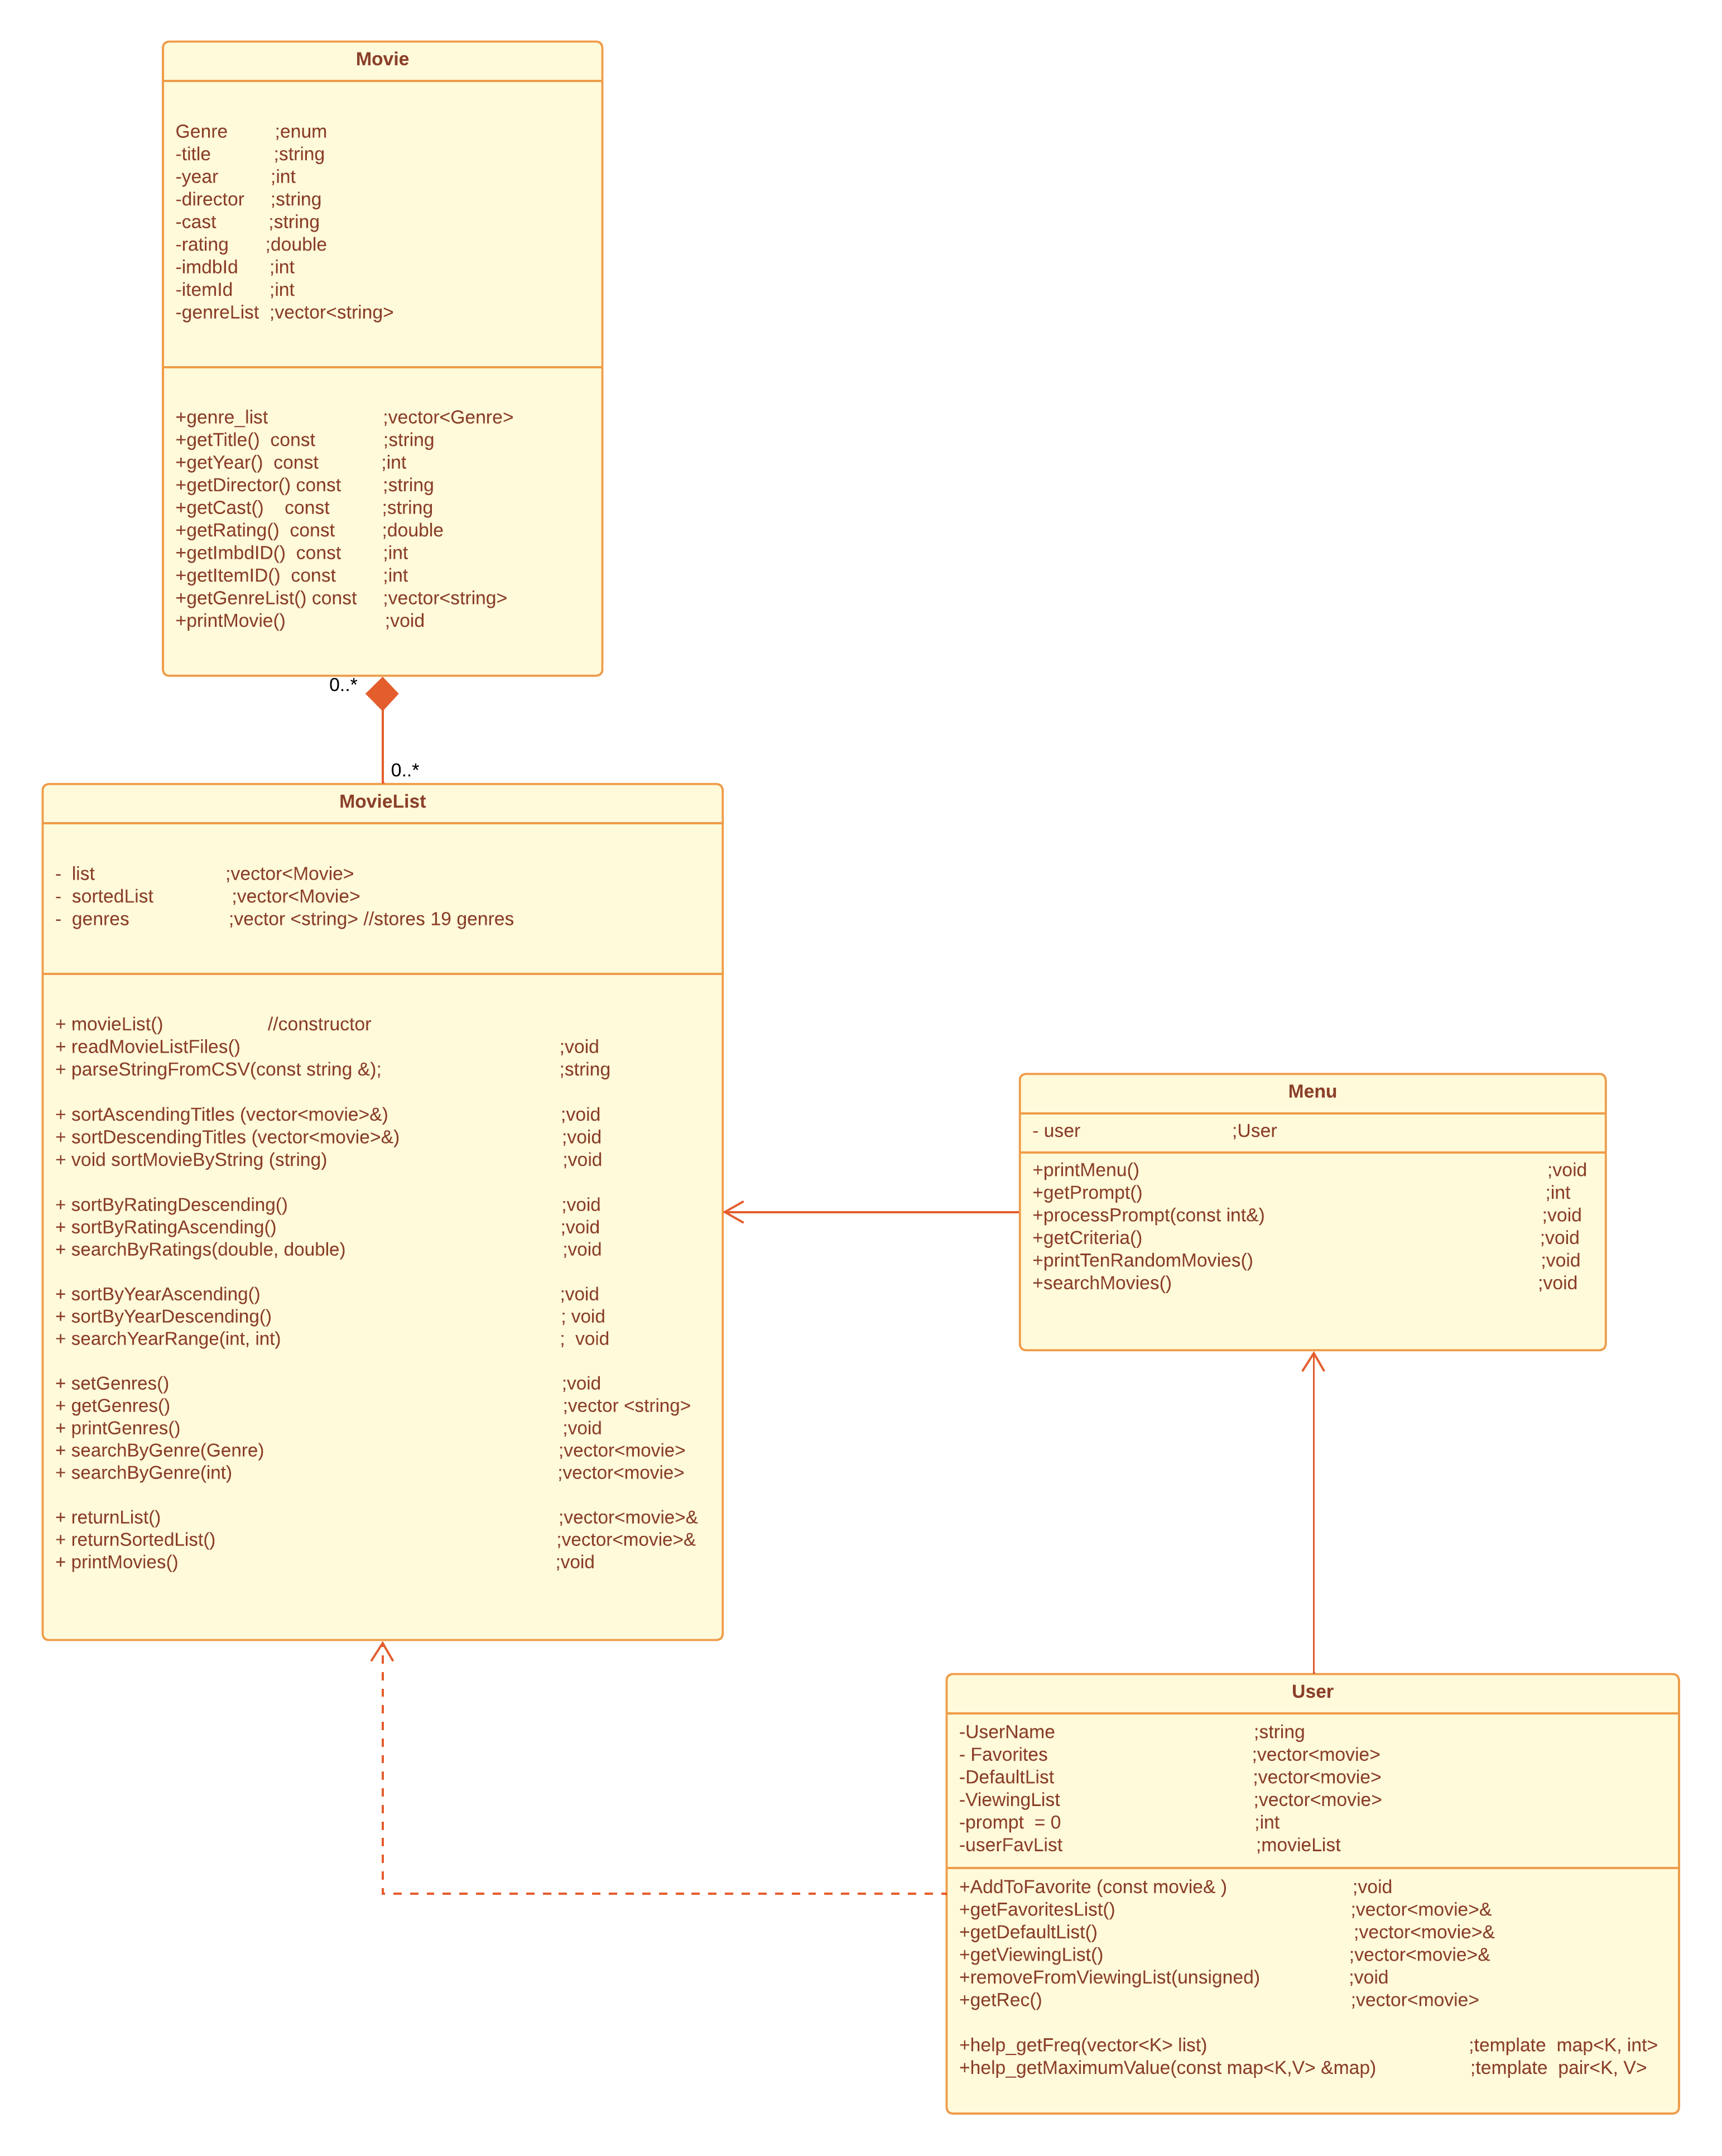 Movie
Genre ;enum
-title ;string
-year ;int
-director ;string
-cast ;string
-rating ;double
-imdbId ;int
-itemId ;int
-genreList ;vector<string>
+genre_list ;vector<Genre>
+getTitle() const ;string
+getYear() const ;int
+getDirector() const ;string
+getCast() const ;string
+getRating() const ;double
+getImbdID() const ;int
+getItemID() const ;int
+getGenreList() const ;vector<string>
+printMovie() ;void
0..*
0..*
MovieList
- list ;vector<Movie>
- sortedList ;vector<Movie>
- genres ;vector <string> //stores 19 genres
+ movieList() //constructor
+ readMovieListFiles() ;void
+ parseStringFromCSV(const string &); ;string
+ sortAscendingTitles (vector<movie>&) ;void
+ sortDescendingTitles (vector<movie>&) ;void
+ void sortMovieByString (string) ;void
+ sortByRatingDescending() ;void
+ sortByRatingAscending() ;void
+ searchByRatings(double, double) ;void
+ sortByYearAscending() ;void
+ sortByYearDescending() ; void
+ searchYearRange(int, int) ; void
+ setGenres() ;void
+ getGenres() ;vector <string>
+ printGenres() ;void
+ searchByGenre(Genre) ;vector<movie>
+ searchByGenre(int) ;vector<movie>
+ returnList() ;vector<movie>&
+ returnSortedList() ;vector<movie>&
+ printMovies() ;void
Menu
- user ;User
+printMenu() ;void
+getPrompt() ;int
+processPrompt(const int&) ;void
+getCriteria() ;void
+printTenRandomMovies() ;void
+searchMovies() ;void
User
-UserName ;string
- Favorites ;vector<movie>
-DefaultList ;vector<movie>
-ViewingList ;vector<movie>
-prompt = 0 ;int
-userFavList ;movieList
+AddToFavorite (const movie& ) ;void
+getFavoritesList() ;vector<movie>&
+getDefaultList() ;vector<movie>&
+getViewingList() ;vector<movie>&
+removeFromViewingList(unsigned) ;void
+getRec() ;vector<movie>
+help_getFreq(vector<K> list) ;template map<K, int>
+help_getMaximumValue(const map<K,V> &map) ;template pair<K, V>